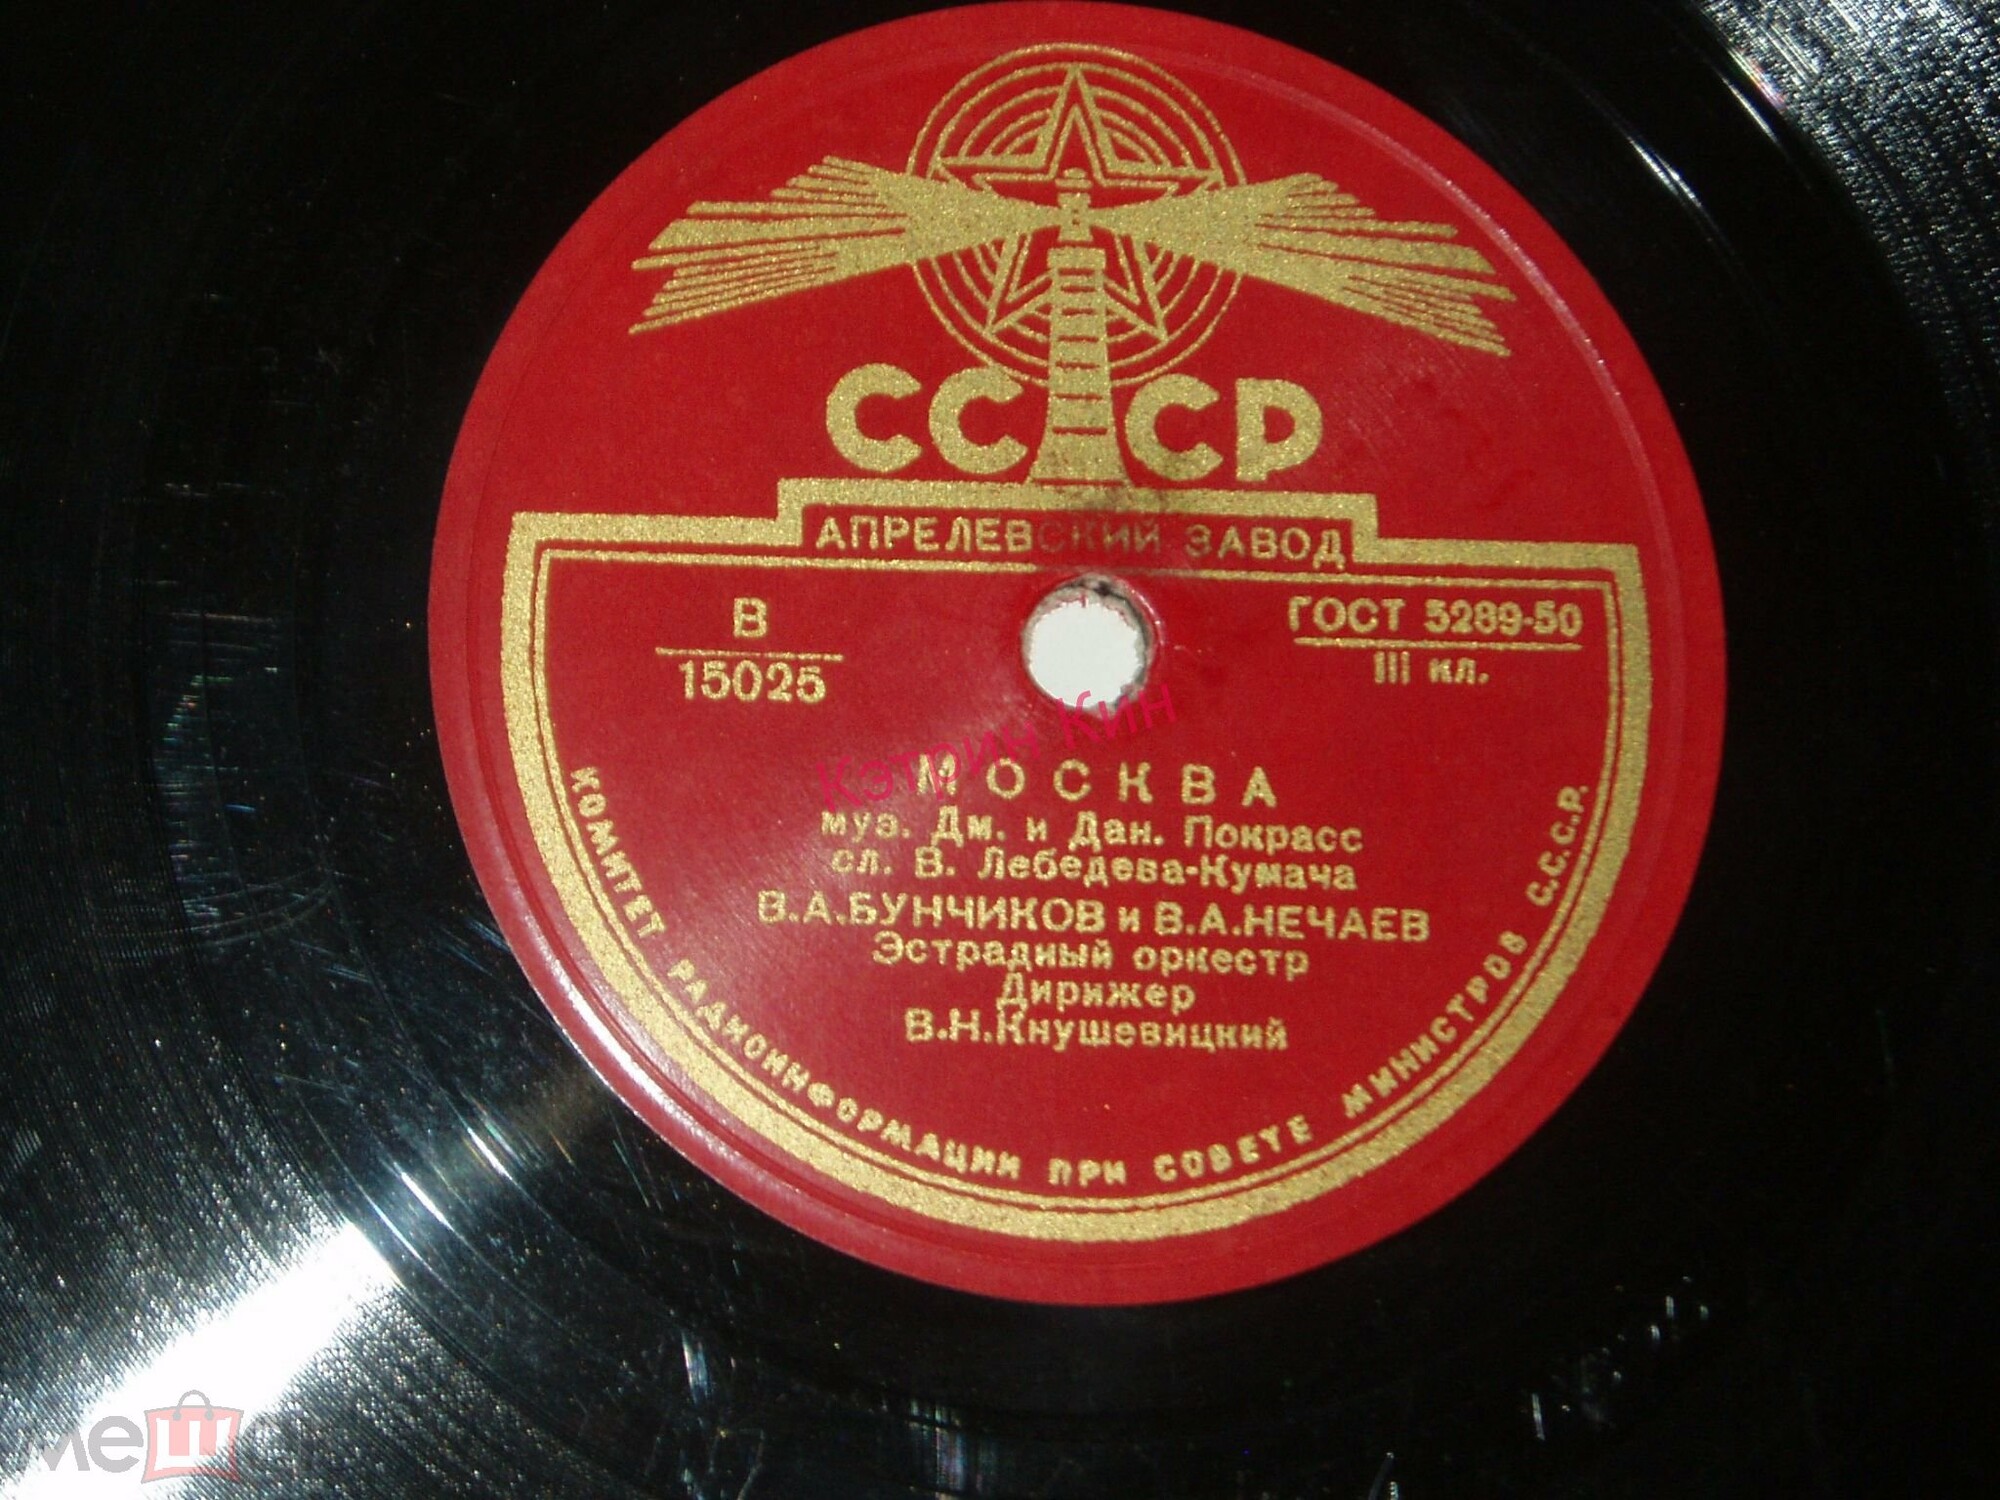 СССР
АПРЕЛЕВСКИЙ ЗАВОД
В
15025
ГОСТ 5289-50
III кл.
Кэтрин Кин
МОСКВА
муз. Дм. и Дан. Покрасс
сл. В. Лебедева-Кумача
В.А.БУНЧИКОВ и В.А.НЕЧАЕВ
Эстрадный оркестр
Дирижер
В.Н.Кнушевицкий
КОМИТЕТ РАДИОИНФОРМАЦИИ ПРИ СОВЕТЕ МИНИСТРОВ С.С.С.Р.
мешок